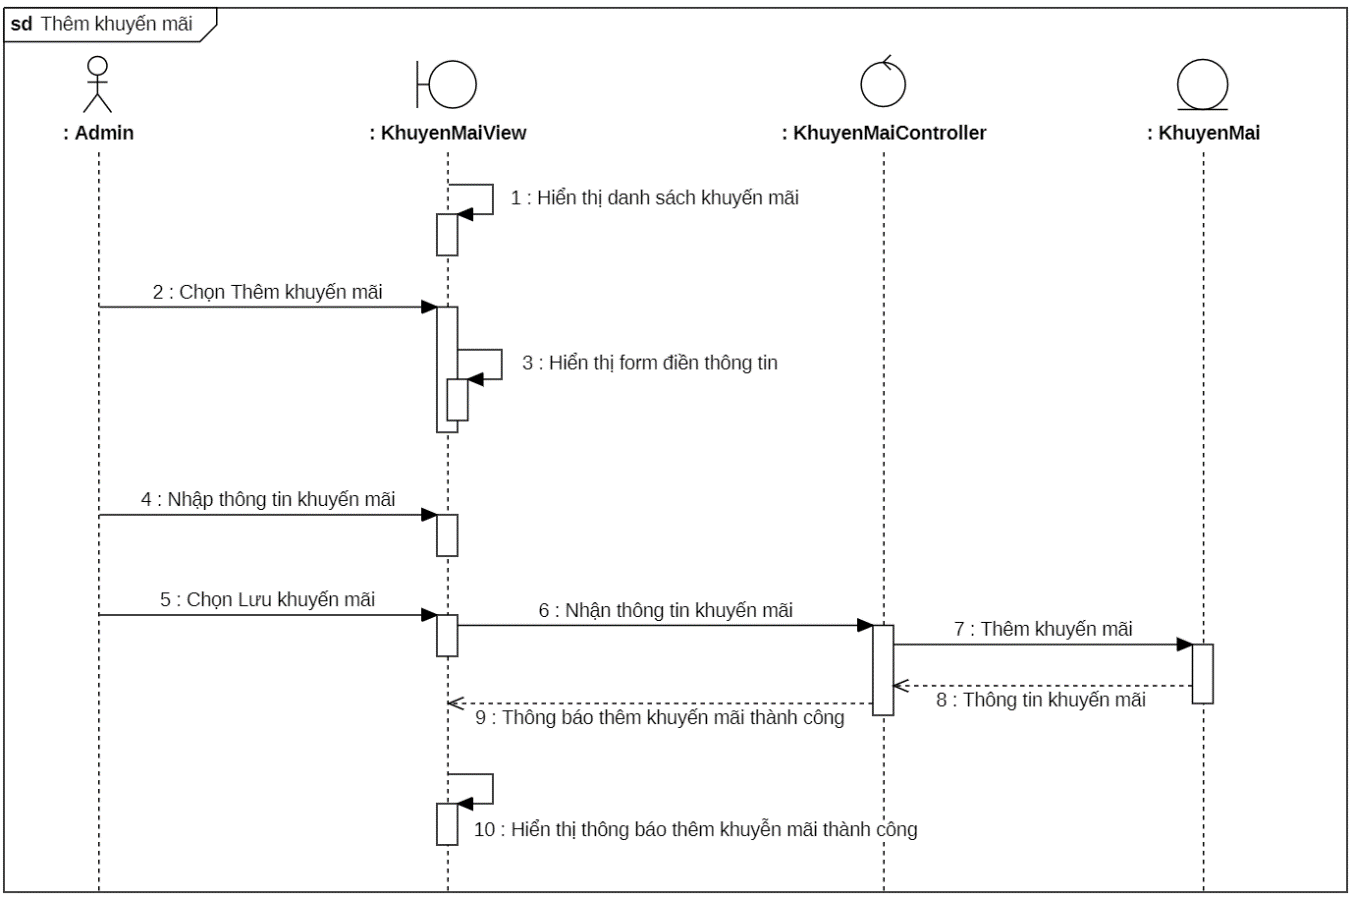 sd Thêm khuyến mãi
: Admin
: KhuyenMaiView
: KhuyenMaiController
: KhuyenMai
1 : Hiển thị danh sách khuyến mãi
2 : Chọn Thêm khuyến mãi
3 : Hiển thị form điền thông tin
4 : Nhập thông tin khuyến mãi
5 : Chọn Lưu khuyến mãi
6 : Nhận thông tin khuyến mãi
7 : Thêm khuyến mãi
8 : Thông tin khuyến mãi
9 : Thông báo thêm khuyến mãi thành công
10 : Hiển thị thông báo thêm khuyễn mãi thành công